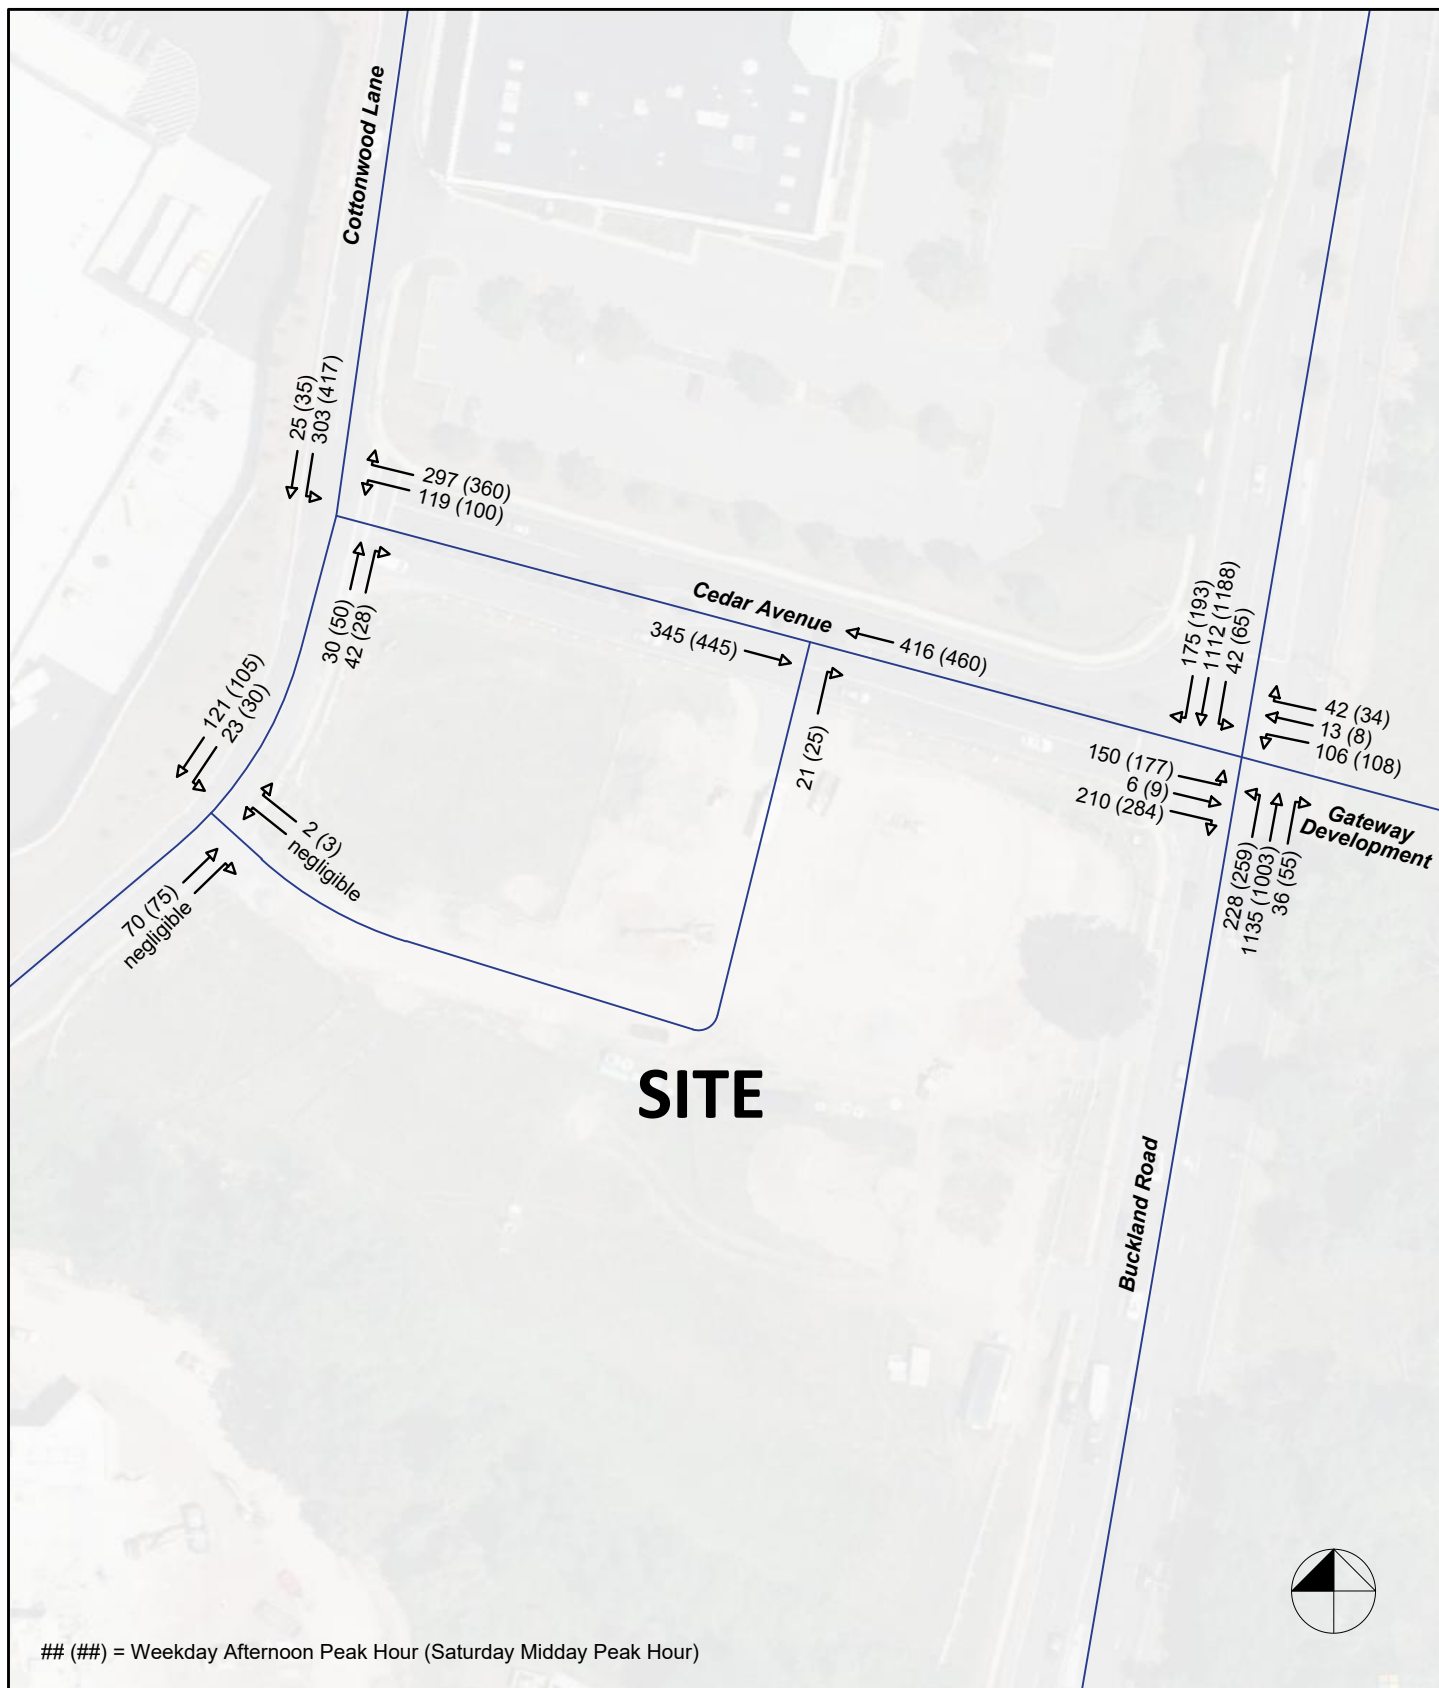 Cottonwood Lane
25 (35)
303 (417)
297 (360)
119 (100)
30 (50)
42 (28)
Cedar Avenue
345 (445)
416 (460)
21 (25)
175 (193)
1112 (1188)
42 (65)
42 (34)
13 (8)
106 (108)
150 (177)
6 (9)
210 (284)
228 (259)
1135 (1003)
36 (55)
Gateway
Development
121 (105)
23 (30)
2 (3)
negligible
70 (75)
negligible
SITE
Buckland Road
## (##) = Weekday Afternoon Peak Hour (Saturday Midday Peak Hour)